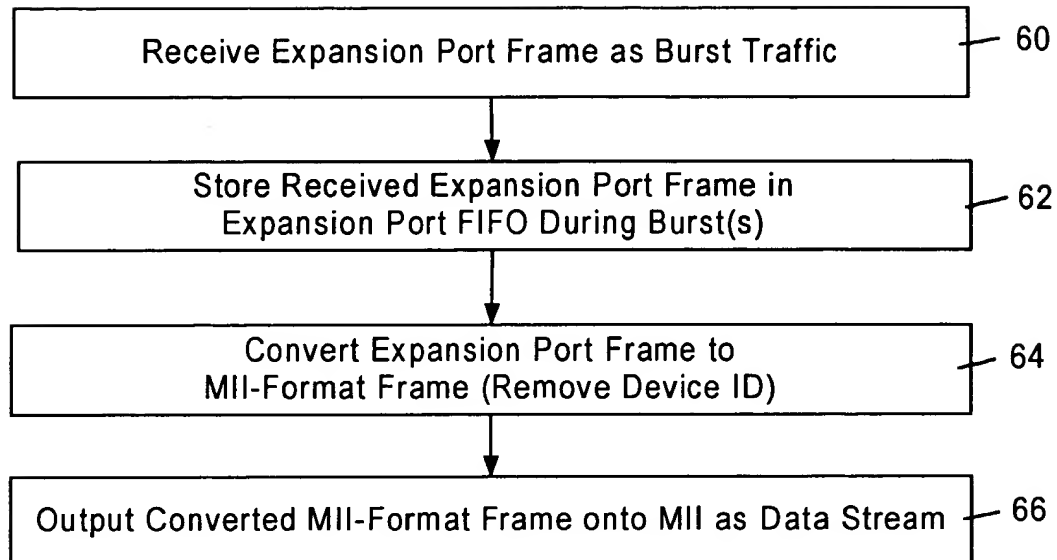 Receive Expansion Port Frame as Burst Traffic
60
Store Received Expansion Port Frame in
Expansion Port FIFO During Burst(s)
62
Convert Expansion Port Frame to
MII-Format Frame (Remove Device ID)
64
Output Converted MII-Format Frame onto MII as Data Stream
66